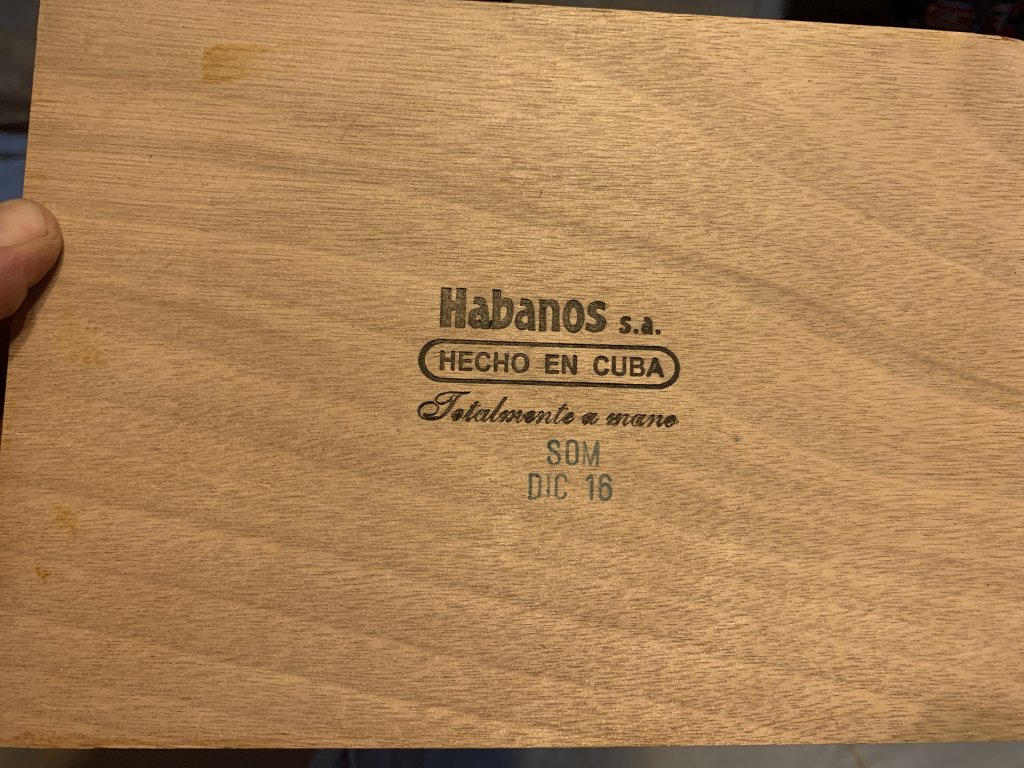 Habanos s.a.
HECHO EN CUBA
Totalmente a mano
SOM
DIC 16